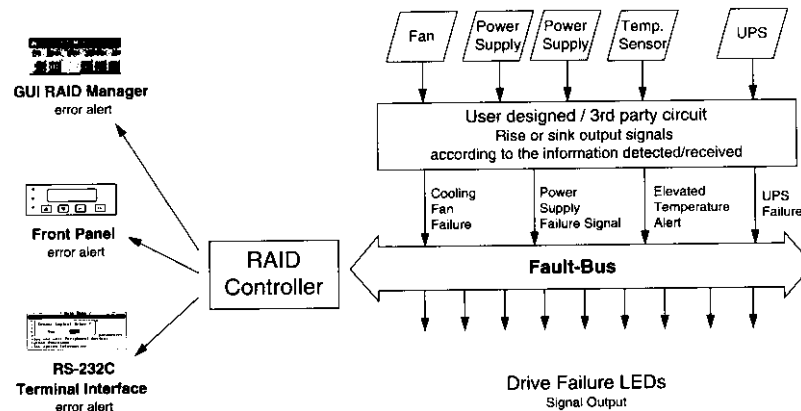 Fan
Power
Supply
Power
Supply
Temp.
Sensor
UPS
User designed / 3rd party circuit
Rise or sink output signals
according to the information detected/received
Cooling
Fan
Failure
Power
Supply
Failure Signal
Elevated
Temperature
Alert
UPS
Failure
Fault-Bus
Drive Failure LEDs
Signal Output
RAID
Controller
GUI RAID Manager
error alert
Front Panel
error alert
RS-232C
Terminal Interface
error alert